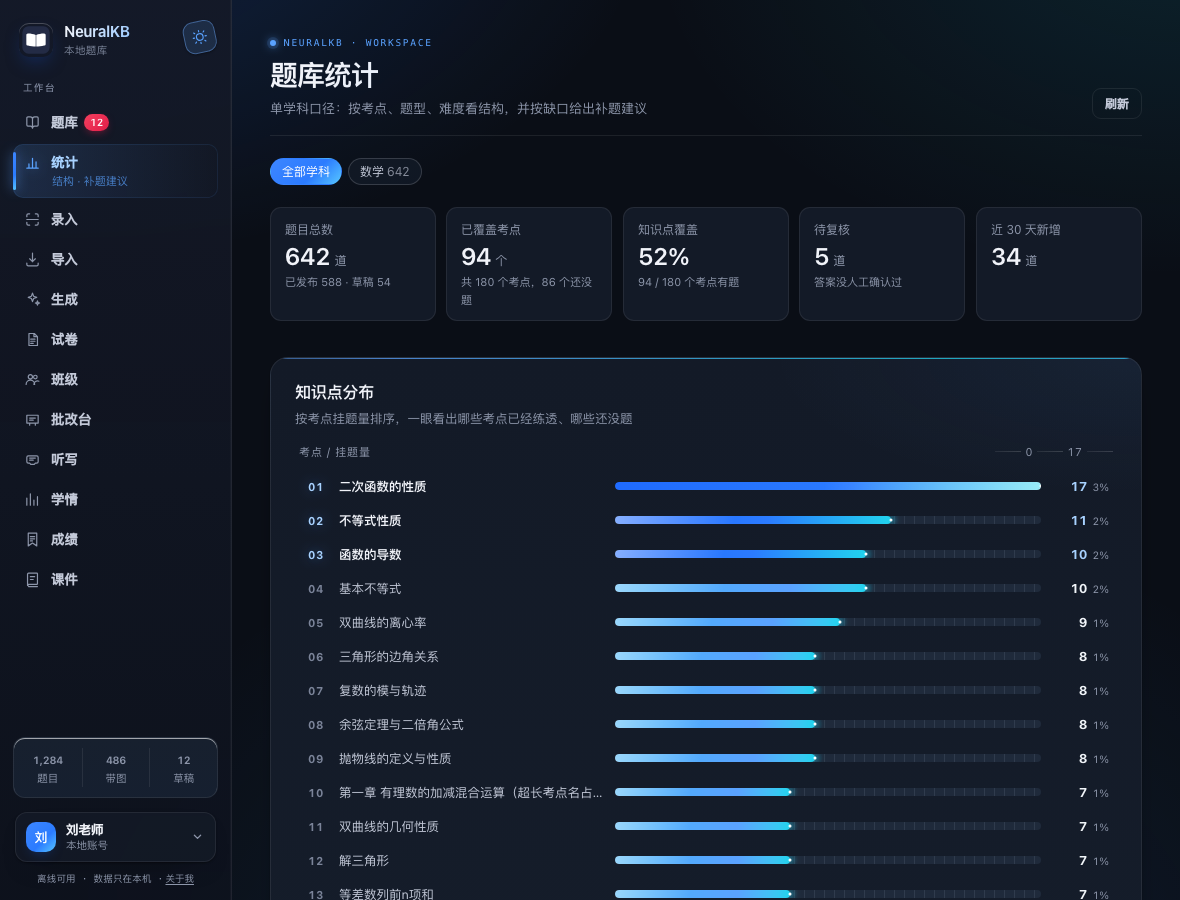 NeuralKB
本地题库
工作台
题库 12
统计
结构 · 补题建议
录入
导入
生成
试卷
班级
批改台
听写
学情
成绩
课件
1,284 486 12
题目 带图 草稿
刘 刘老师
本地账号
离线可用 · 数据只在本机 · 关于我
NEURALKB · WORKSPACE
题库统计
单学科口径：按考点、题型、难度看结构，并按缺口给出补题建议
刷新
全部学科 数学 642
题目总数
642 道
已发布 588 · 草稿 54
已覆盖考点
94 个
共 180 个考点，86 个还没
题
知识点覆盖
52%
94 / 180 个考点有题
待复核
5 道
答案没人工确认过
近 30 天新增
34 道
知识点分布
按考点挂题量排序，一眼看出哪些考点已经练透、哪些还没题
考点 / 挂题量 0 17
01 二次函数的性质 17 3%
02 不等式性质 11 2%
03 函数的导数 10 2%
04 基本不等式 10 2%
05 双曲线的离心率 9 1%
06 三角形的边角关系 8 1%
07 复数的模与轨迹 8 1%
08 余弦定理与二倍角公式 8 1%
09 抛物线的定义与性质 8 1%
10 第一章 有理数的加减混合运算（超长考点名占... 7 1%
11 双曲线的几何性质 7 1%
12 解三角形 7 1%
13 等差数列前n项和 7 1%